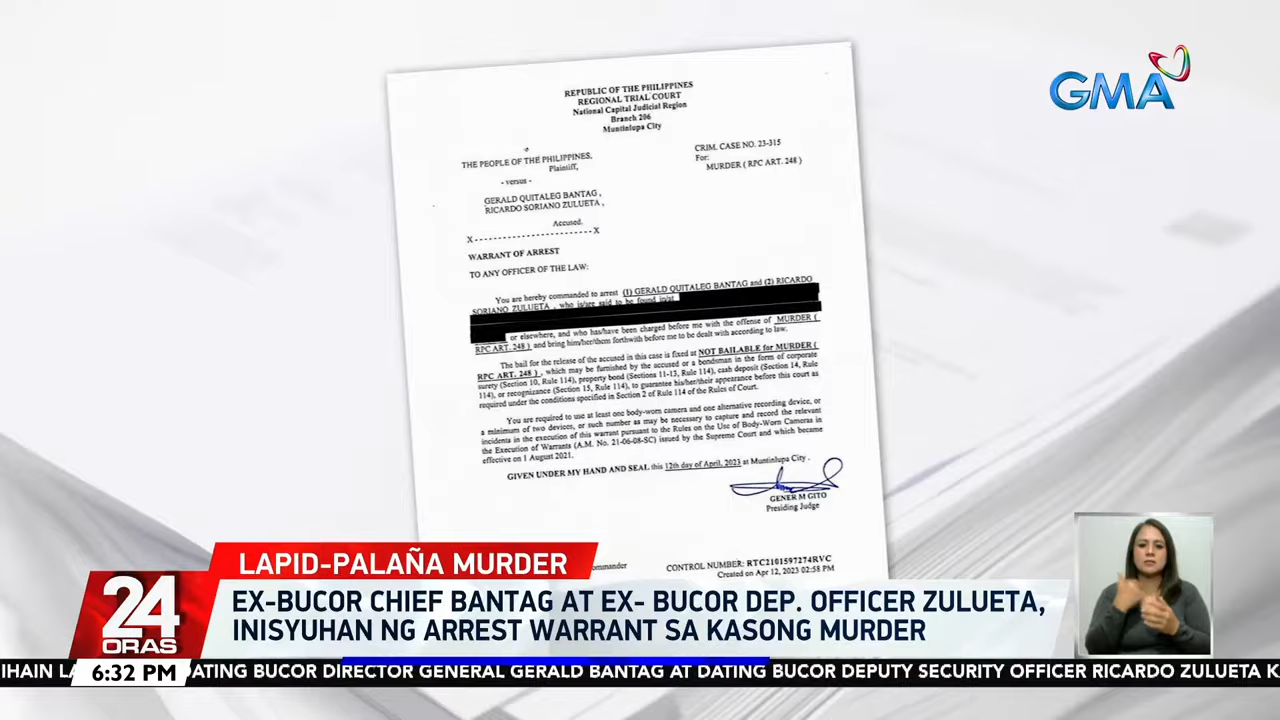 GMA
REPUBLIC OF THE PHILIPPINES
REGIONAL TRIAL COURT
National Capital Judicial Region
Branch 206
Muntinlupa City
THE PEOPLE OF THE PHILIPPINES,
Plaintiff,
CRIM. CASE NO. 23-315
For:
MURDER ( RPC ART. 248 )
- versus -
GERALD QUITALEG BANTAG ,
RICARDO SORIANO ZULUETA ,
Accused.
X - - - - - - - - - - - - - - - - - - - - - - - - - X
WARRANT OF ARREST
TO ANY OFFICER OF THE LAW:
You are hereby commanded to arrest (1) GERALD QUITALEG BANTAG and (2) RICARDO
SORIANO ZULUETA , who is/are said to be found in/at
or elsewhere, and who has/have been charged before me with the offense of MURDER (
RPC ART. 248 ) and bring him/her/them forthwith before me to be dealt with according to law.
The bail for the release of the accused in this case is fixed at NOT BAILABLE for MURDER (
RPC ART. 248 ) , which may be furnished by the accused or a bondsman in the form of corporate
surety (Section 10, Rule 114), property bond (Sections 11-13, Rule 114), cash deposit (Section 14, Rule
114), or recognizance (Section 15, Rule 114), to guarantee his/her/their appearance before this court as
required under the conditions specified in Section 2 of Rule 114 of the Rules of Court.
You are required to use at least one body-worn camera and one alternative recording device, or
a minimum of two devices, or such number as may be necessary to capture and record the relevant
incidents in the execution of this warrant pursuant to the Rules on the Use of Body-Worn Cameras in
the Execution of Warrants (A.M. No. 21-06-08-SC) issued by the Supreme Court and which became
effective on 1 August 2021.
GIVEN UNDER MY HAND AND SEAL this 12th day of April, 2023 at Muntinlupa City .
GENER M GITO
Presiding Judge
CONTROL NUMBER: RTC2101597274RVC
Created on Apr 12, 2023 02:58 PM
LAPID-PALAÑA MURDER
24
ORAS
EX-BUCOR CHIEF BANTAG AT EX- BUCOR DEP. OFFICER ZULUETA,
INISYUHAN NG ARREST WARRANT SA KASONG MURDER
6:32 PM
IHAIN LA DATING BUCOR DIRECTOR GENERAL GERALD BANTAG AT DATING BUCOR DEPUTY SECURITY OFFICER RICARDO ZULUETA K